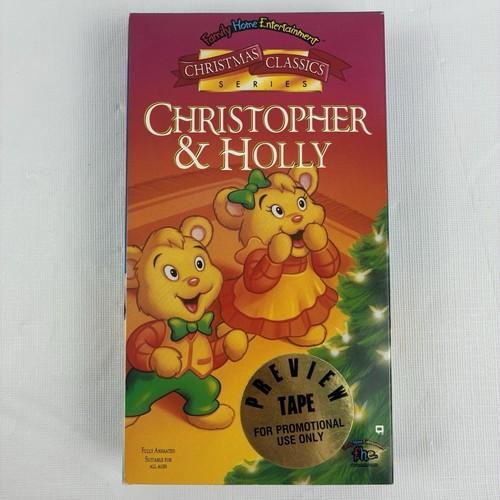 Family Home Entertainment
CHRISTMAS CLASSICS
SERIES
CHRISTOPHER
& HOLLY
PREVIEW
TAPE
FOR PROMOTIONAL
USE ONLY
FULLY ANIMATED
SUITABLE FOR
ALL AGES
fhe